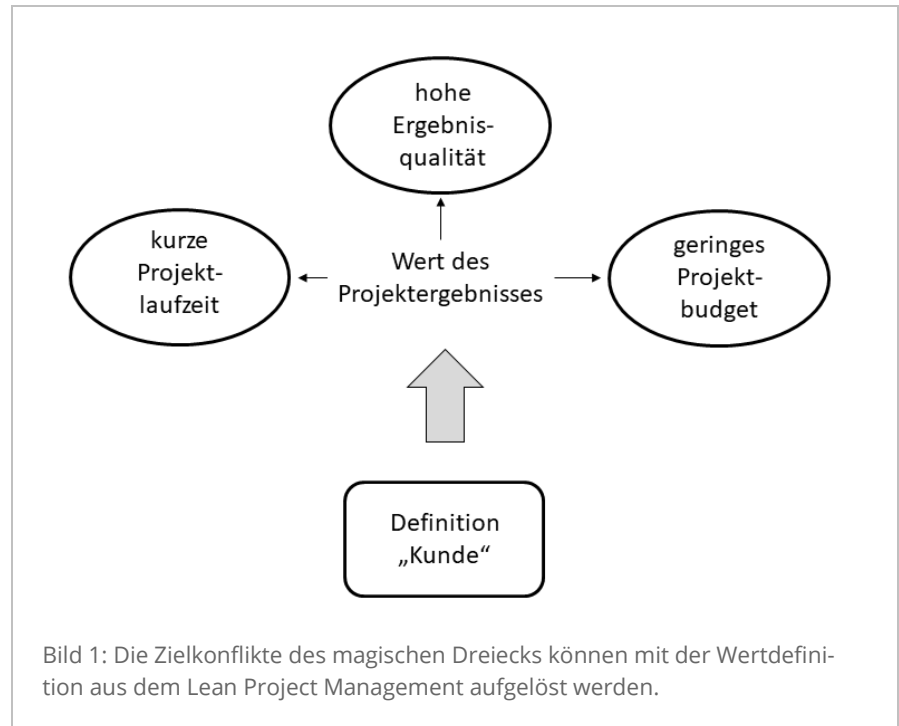 hohe
Ergebnis-
qualität
kurze
Projekt-
laufzeit
Wert des
Projektergebnisses
geringes
Projekt-
budget
Definition
„Kunde“
Bild 1: Die Zielkonflikte des magischen Dreiecks können mit der Wertdefini-
tion aus dem Lean Project Management aufgelöst werden.